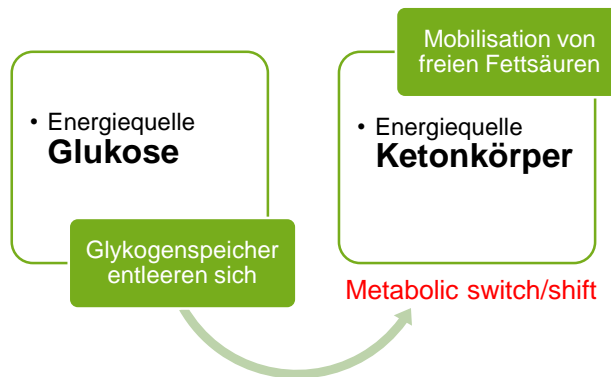 • Energiequelle
Glukose
Glykogenspeicher
entleeren sich
Mobilisation von
freien Fettsäuren
• Energiequelle
Ketonkörper
Metabolic switch/shift